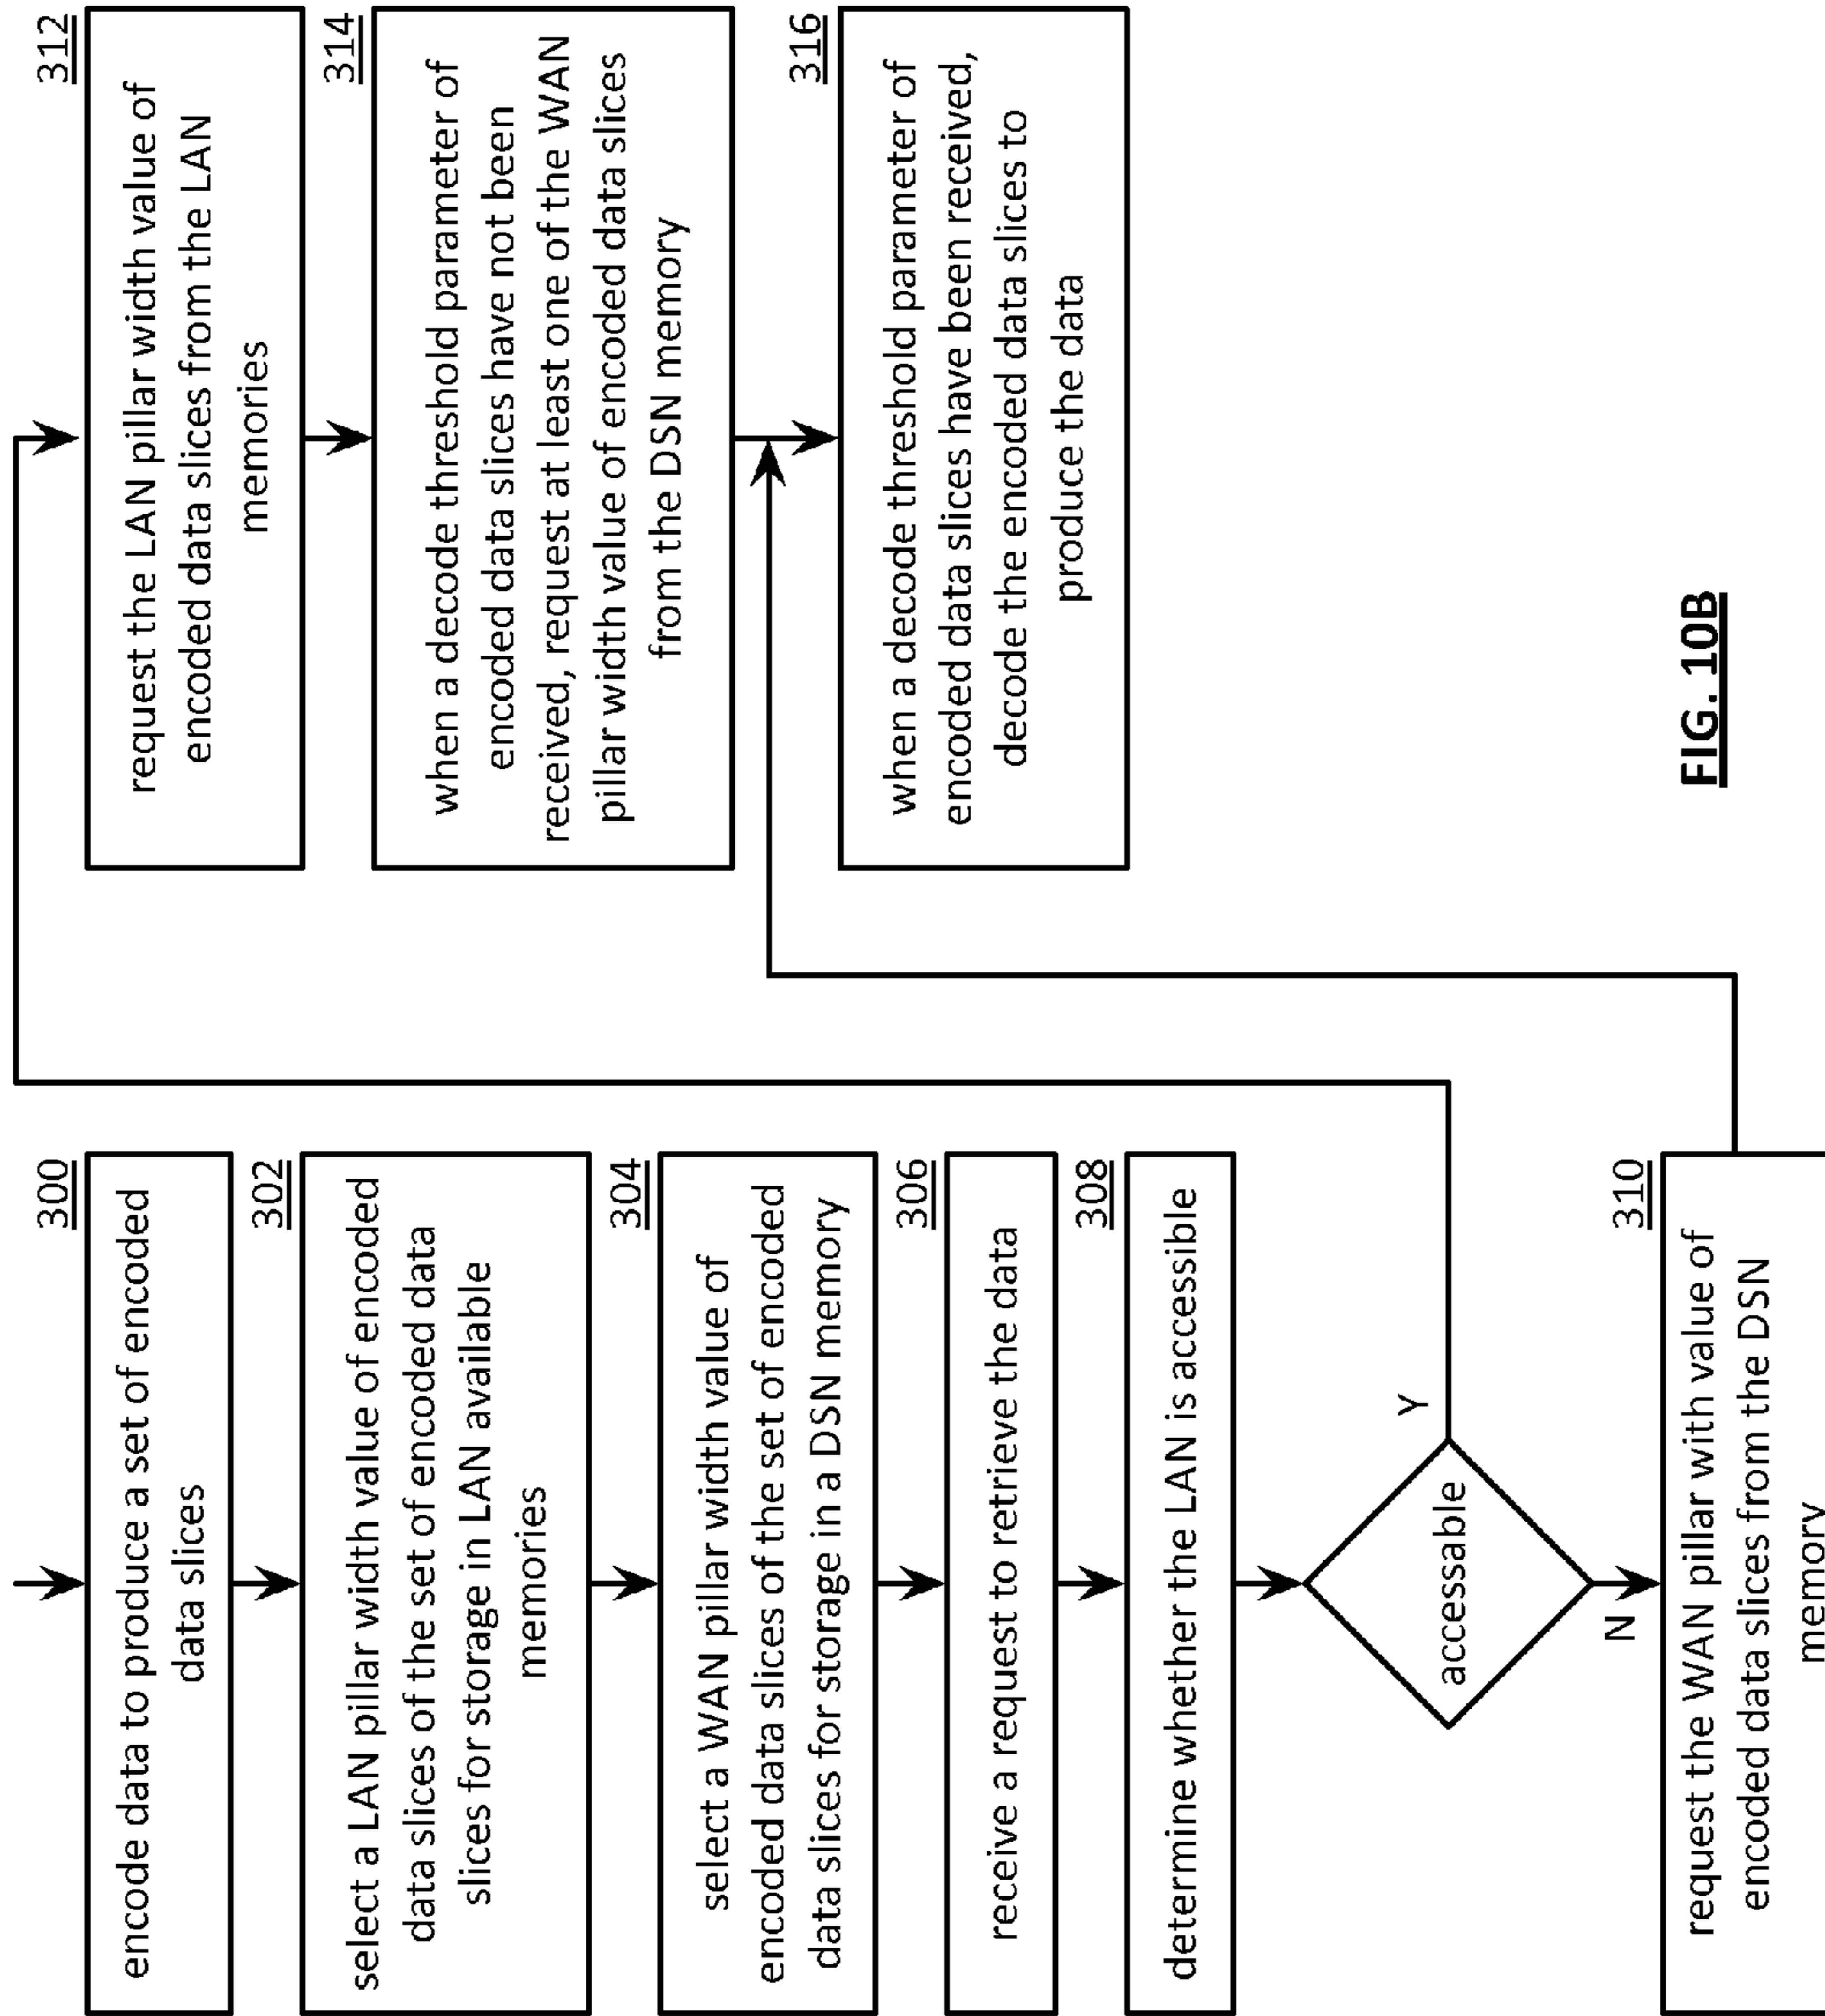 300
encode data to produce a set of encoded
data slices
302
select a LAN pillar width value of encoded
data slices of the set of encoded data
slices for storage in LAN available
memories
304
select a WAN pillar width value of
encoded data slices of the set of encoded
data slices for storage in a DSN memory
306
receive a request to retrieve the data
308
determine whether the LAN is accessible
accessable
Y
N
310
request the WAN pillar with value of
encoded data slices from the DSN
memory
312
request the LAN pillar width value of
encoded data slices from the LAN
memories
314
when a decode threshold parameter of
encoded data slices have not been
received, request at least one of the WAN
pillar width value of encoded data slices
from the DSN memory
316
when a decode threshold parameter of
encoded data slices have been received,
decode the encoded data slices to
produce the data
FIG. 10B